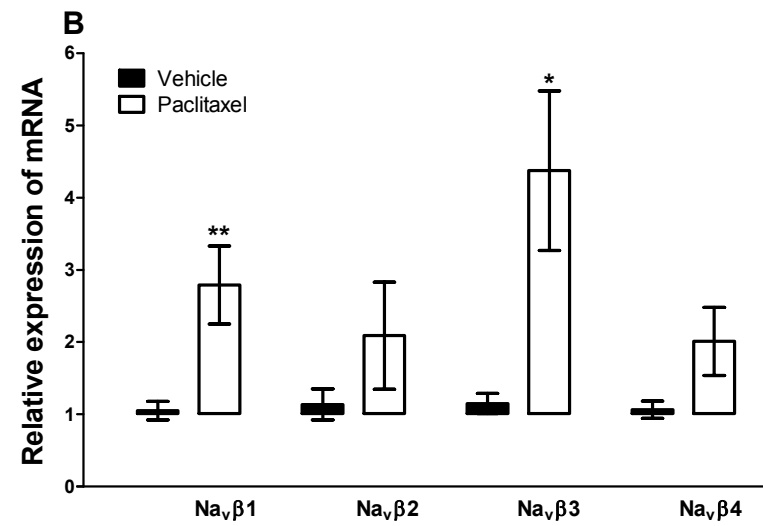 B
Relative expression of mRNA
6
5
4
3
2
1
0
Vehicle
Paclitaxel
**
*
Naᵥβ1
Naᵥβ2
Naᵥβ3
Naᵥβ4